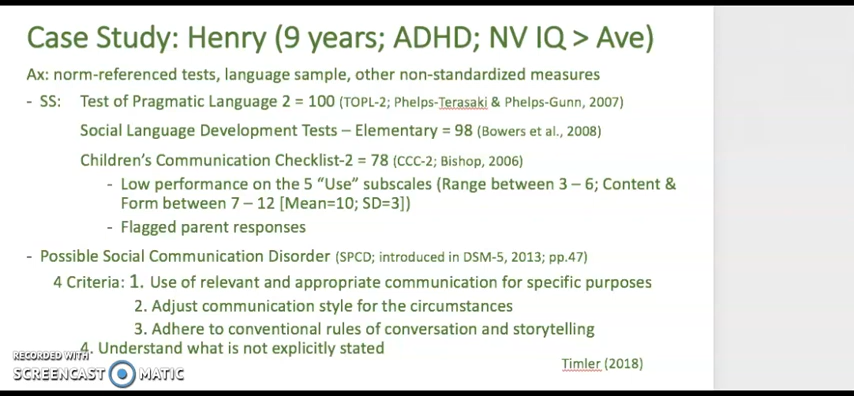 Case Study: Henry (9 years; ADHD; NV IQ > Ave)
Ax: norm-referenced tests, language sample, other non-standardized measures
- SS: Test of Pragmatic Language 2 = 100 (TOPL-2; Phelps-Terasaki & Phelps-Gunn, 2007)
Social Language Development Tests – Elementary = 98 (Bowers et al., 2008)
Children's Communication Checklist-2 = 78 (CCC-2; Bishop, 2006)
- Low performance on the 5 "Use" subscales (Range between 3 – 6; Content &
Form between 7 – 12 [Mean=10; SD=3])
- Flagged parent responses
- Possible Social Communication Disorder (SPCD; introduced in DSM-5, 2013; pp.47)
4 Criteria: 1. Use of relevant and appropriate communication for specific purposes
2. Adjust communication style for the circumstances
3. Adhere to conventional rules of conversation and storytelling
4. Understand what is not explicitly stated
Timler (2018)
RECORDED WITH
SCREENCAST MATIC